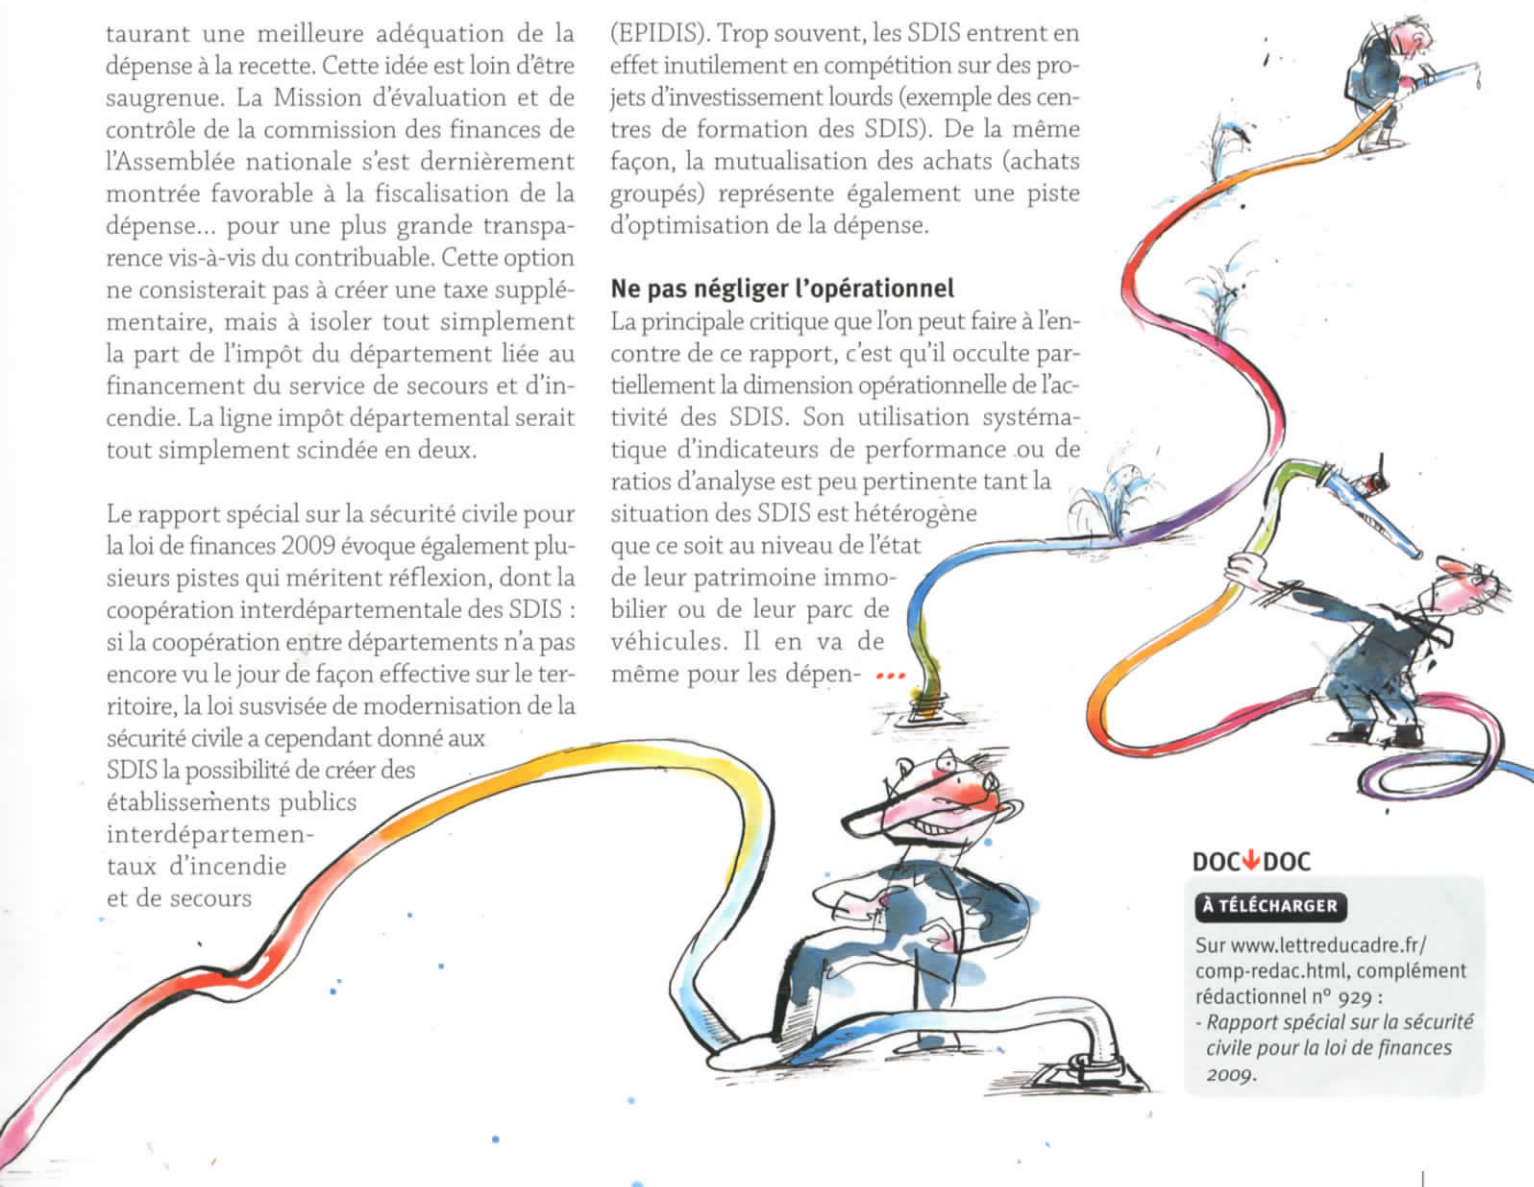 taurant une meilleure adéquation de la
dépense à la recette. Cette idée est loin d'être
saugrenue. La Mission d'évaluation et de
contrôle de la commission des finances de
l'Assemblée nationale s'est dernièrement
montrée favorable à la fiscalisation de la
dépense... pour une plus grande transpa-
rence vis-à-vis du contribuable. Cette option
ne consisterait pas à créer une taxe supplé-
mentaire, mais à isoler tout simplement
la part de l'impôt du département liée au
financement du service de secours et d'in-
cendie. La ligne impôt départemental serait
tout simplement scindée en deux.
Le rapport spécial sur la sécurité civile pour
la loi de finances 2009 évoque également plu-
sieurs pistes qui méritent réflexion, dont la
coopération interdépartementale des SDIS :
si la coopération entre départements n'a pas
encore vu le jour de façon effective sur le ter-
ritoire, la loi susvisée de modernisation de la
sécurité civile a cependant donné aux
SDIS la possibilité de créer des
établissements publics
interdépartemen-
taux d'incendie
et de secours
(EPIDIS). Trop souvent, les SDIS entrent en
effet inutilement en compétition sur des pro-
jets d'investissement lourds (exemple des cen-
tres de formation des SDIS). De la même
façon, la mutualisation des achats (achats
groupés) représente également une piste
d'optimisation de la dépense.
Ne pas négliger l'opérationnel
La principale critique que l'on peut faire à l'en-
contre de ce rapport, c'est qu'il occulte par-
tiellement la dimension opérationnelle de l'ac-
tivité des SDIS. Son utilisation systéma-
tique d'indicateurs de performance ou de
ratios d'analyse est peu pertinente tant la
situation des SDIS est hétérogène
que ce soit au niveau de l'état
de leur patrimoine immo-
bilier ou de leur parc de
véhicules. Il en va de
même pour les dépen- •••
DOC DOC
À TÉLÉCHARGER
Sur www.lettreducadre.fr/
comp-redac.html, complément
rédactionnel n° 929 :
- Rapport spécial sur la sécurité
civile pour la loi de finances
2009.